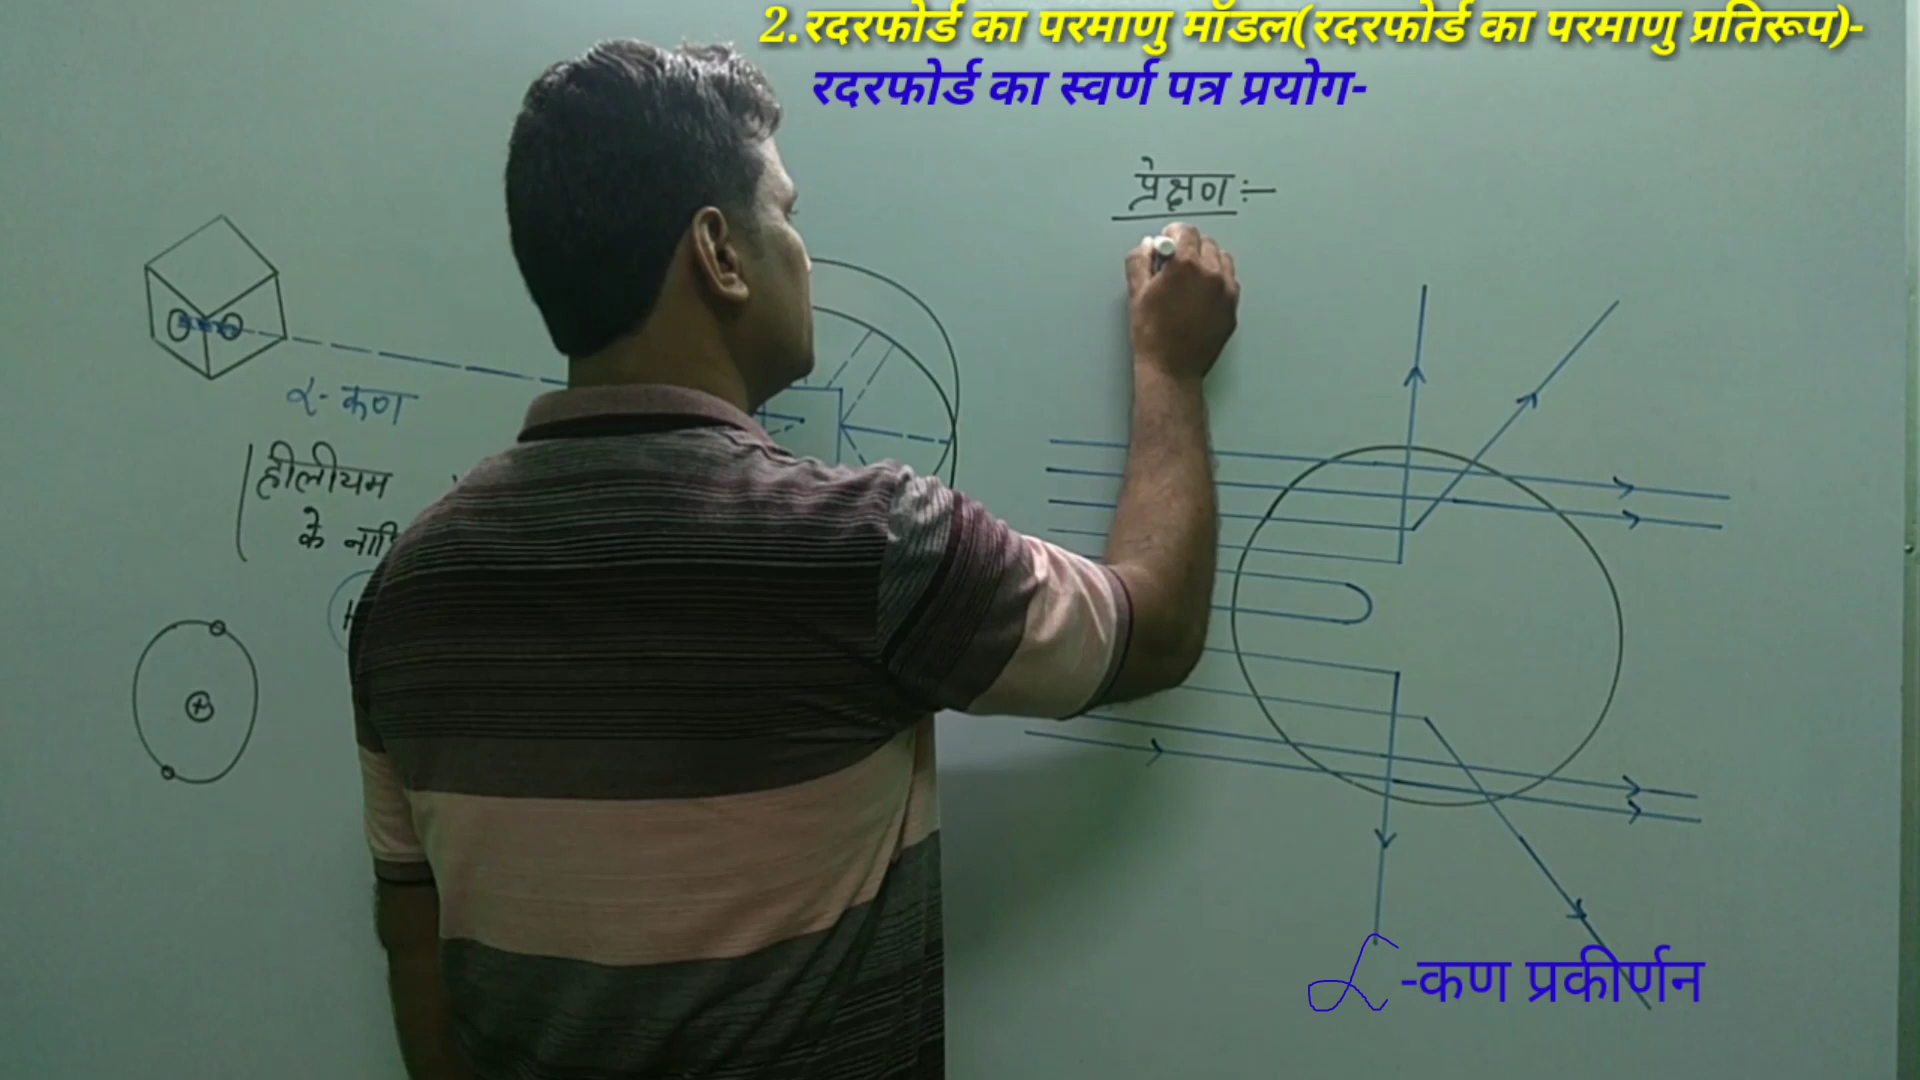 2.रदरफोर्ड का परमाणु मॉडल(रदरफोर्ड का परमाणु प्रतिरूप)-
रदरफोर्ड का स्वर्ण पत्र प्रयोग-
प्रेक्षण :-
α- कण
(हीलीयम
के
+
α-कण प्रकीर्णन